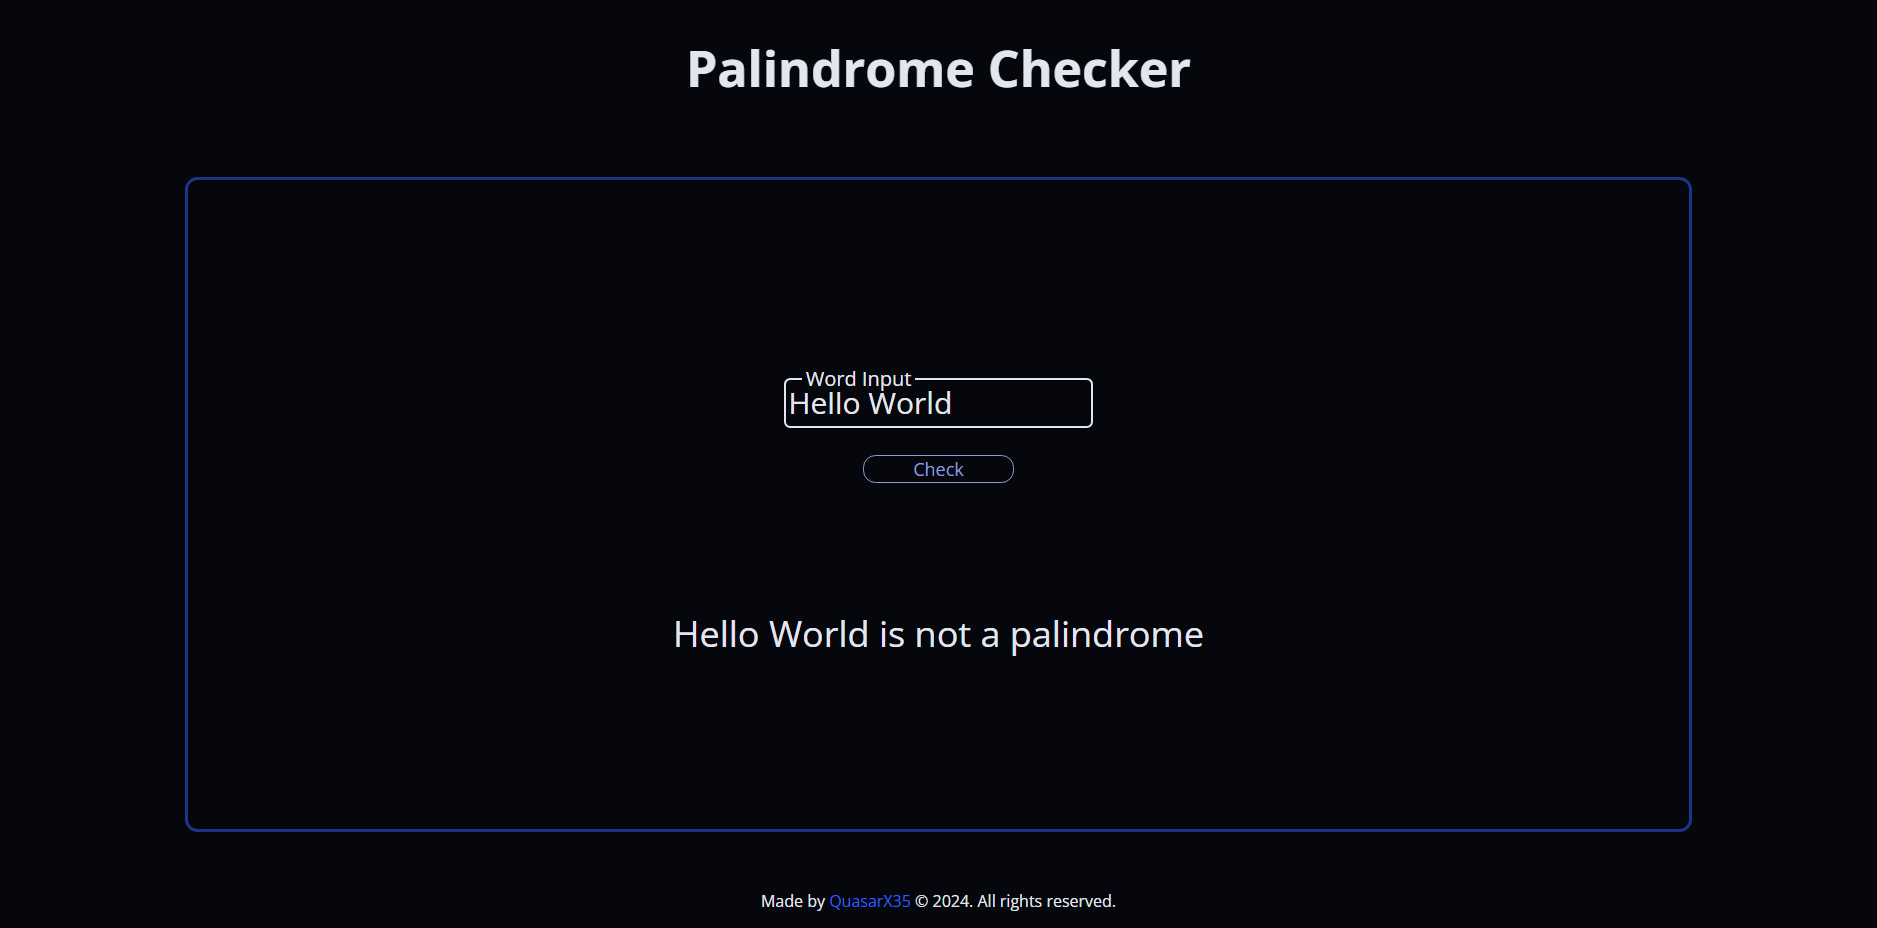 Palindrome Checker
Word Input
Hello World
Check
Hello World is not a palindrome
Made by QuasarX35 © 2024. All rights reserved.